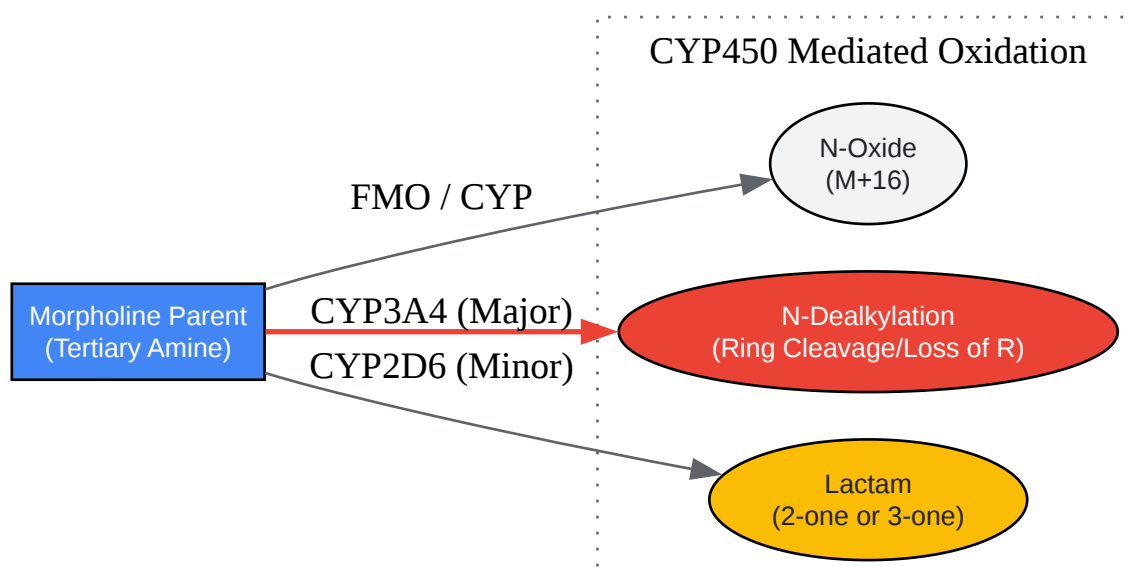 CYP450 Mediated Oxidation
N-Oxide
(M+16)
FMO / CYP
Morpholine Parent
(Tertiary Amine)
CYP3A4 (Major)
N-Dealkylation
(Ring Cleavage/Loss of R)
CYP2D6 (Minor)
Lactam
(2-one or 3-one)